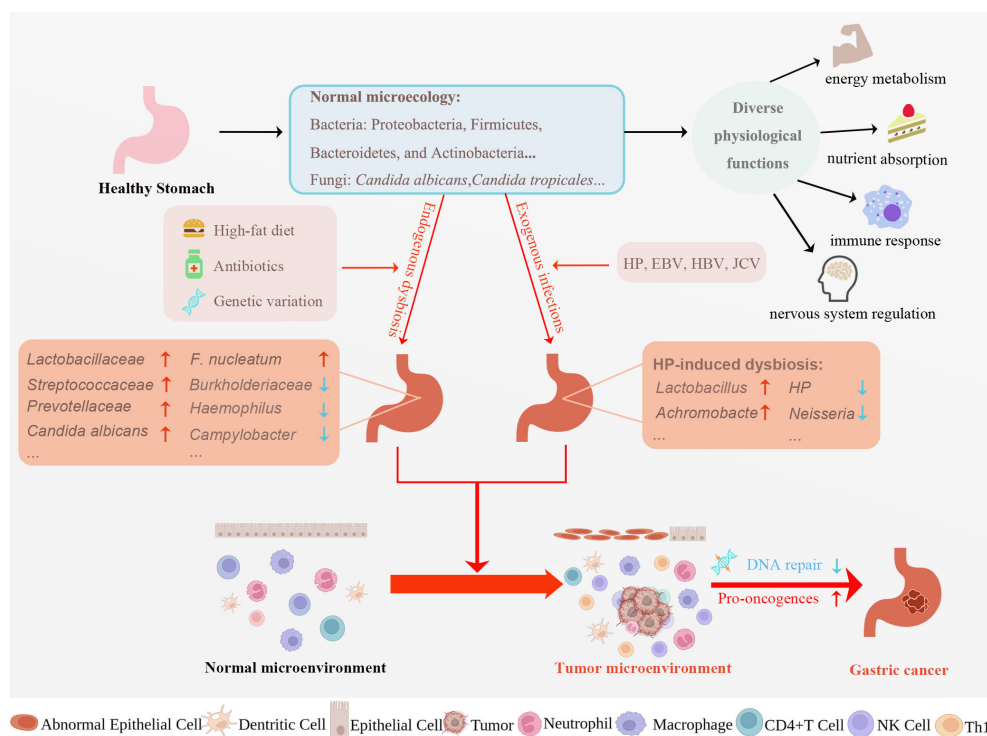 Normal microecology:
Bacteria: Proteobacteria, Firmicutes,
Bacteroidetes, and Actinobacteria...
Fungi: Candida albicans,Candida tropicales...
Healthy Stomach
Diverse
physiological
functions
energy metabolism
nutrient absorption
immune response
nervous system regulation
High-fat diet
Antibiotics
Genetic variation
Endogenous dysbiosis
Exogenous infections
HP, EBV, HBV, JCV
Lactobacillaceae ↑ F. nucleatum ↑
Streptococcaceae ↑ Burkholderiaceae ↓
Prevotellaceae ↑ Haemophilus ↓
Candida albicans ↑ Campylobacter ↓
... ...
HP-induced dysbiosis:
Lactobacillus ↑ HP ↓
Achromobacte ↑ Neisseria ↓
... ...
DNA repair ↓
Pro-oncogences ↑
Normal microenvironment
Tumor microenvironment
Gastric cancer
Abnormal Epithelial Cell Dentritic Cell Epithelial Cell Tumor Neutrophil Macrophage CD4+T Cell NK Cell Th1